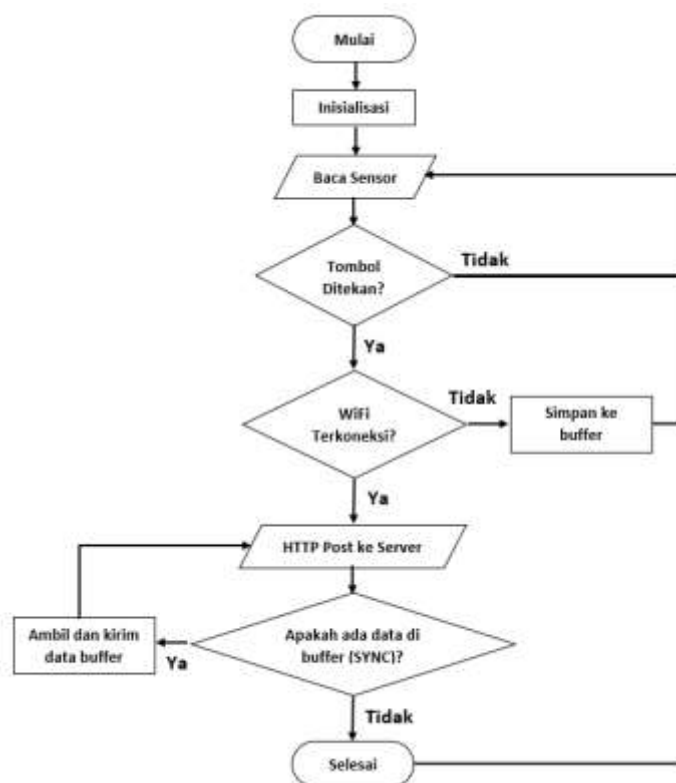 Mulai
Inisialisasi
Baca Sensor
Tombol
Ditekan?
Tidak
Ya
WiFi
Terkoneksi?
Tidak
Simpan ke
buffer
Ya
HTTP Post ke Server
Apakah ada data di
buffer (SYNC)?
Ya
Ambil dan kirim
data buffer
Tidak
Selesai